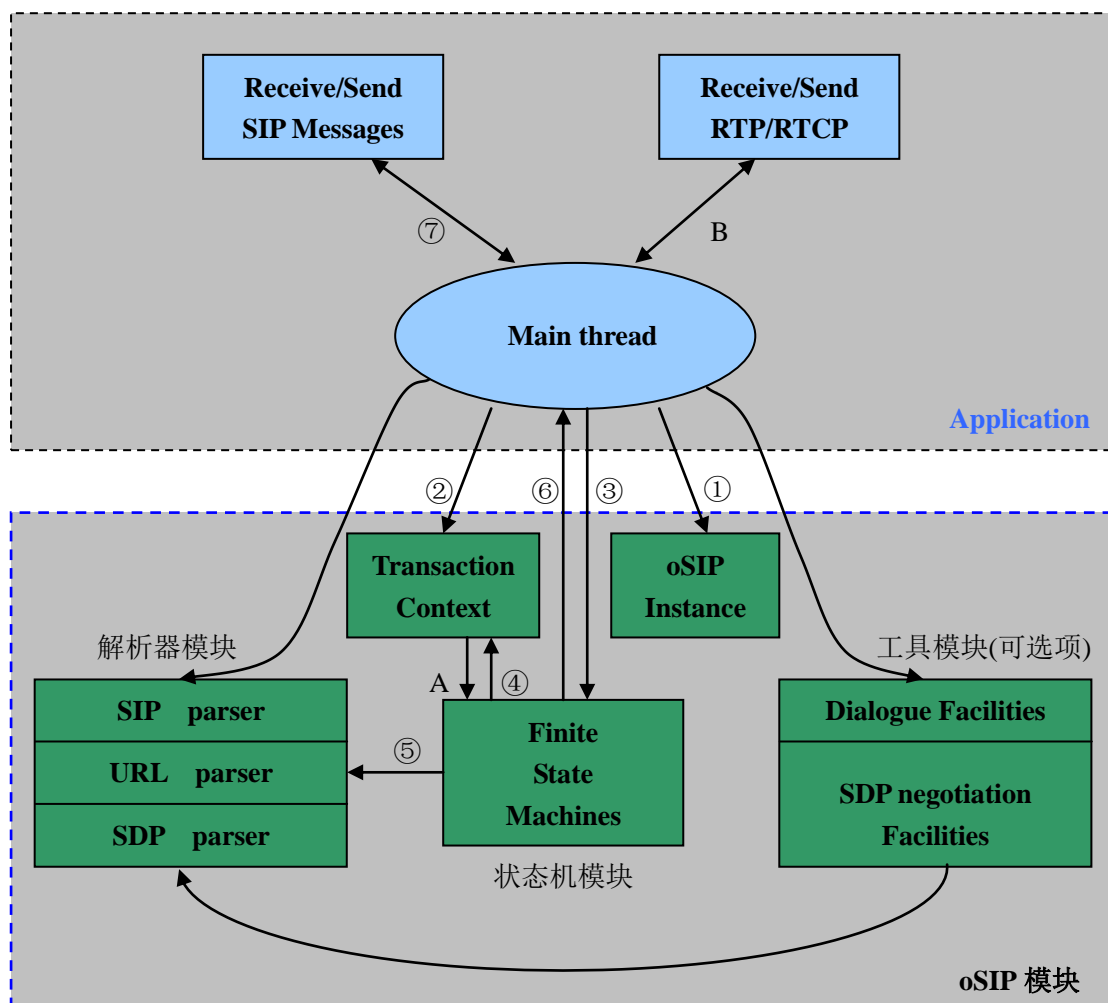 Receive/Send
SIP Messages
Receive/Send
RTP/RTCP
⑦
B
Main thread
Application
②
⑥
③
①
Transaction
Context
oSIP
Instance
解析器模块
工具模块(可选项)
A
④
SIP parser
URL parser
SDP parser
⑤
Finite
State
Machines
Dialogue Facilities
SDP negotiation
Facilities
状态机模块
oSIP 模块